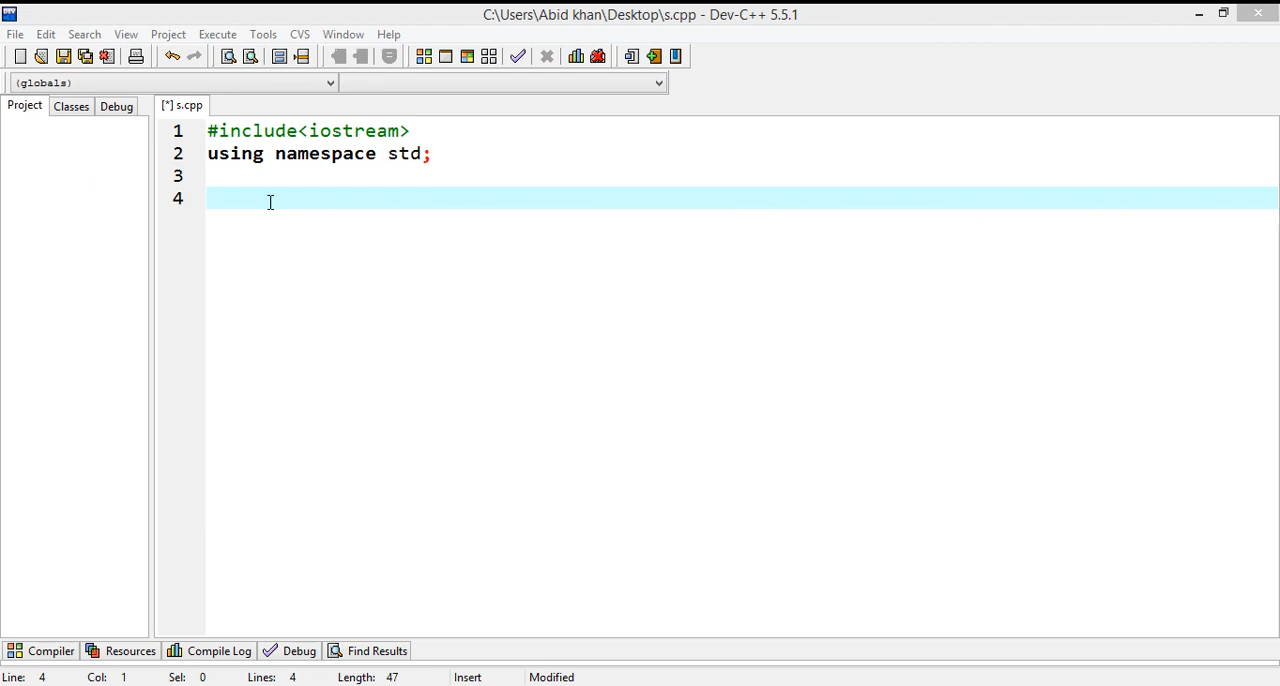 C:\Users\Abid khan\Desktop\s.cpp - Dev-C++ 5.5.1
File Edit Search View Project Execute Tools CVS Window Help
(globals)
Project Classes Debug [*] s.cpp
1 #include<iostream>
2 using namespace std;
3
4
Compiler Resources Compile Log Debug Find Results
Line: 4 Col: 1 Sel: 0 Lines: 4 Length: 47 Insert Modified